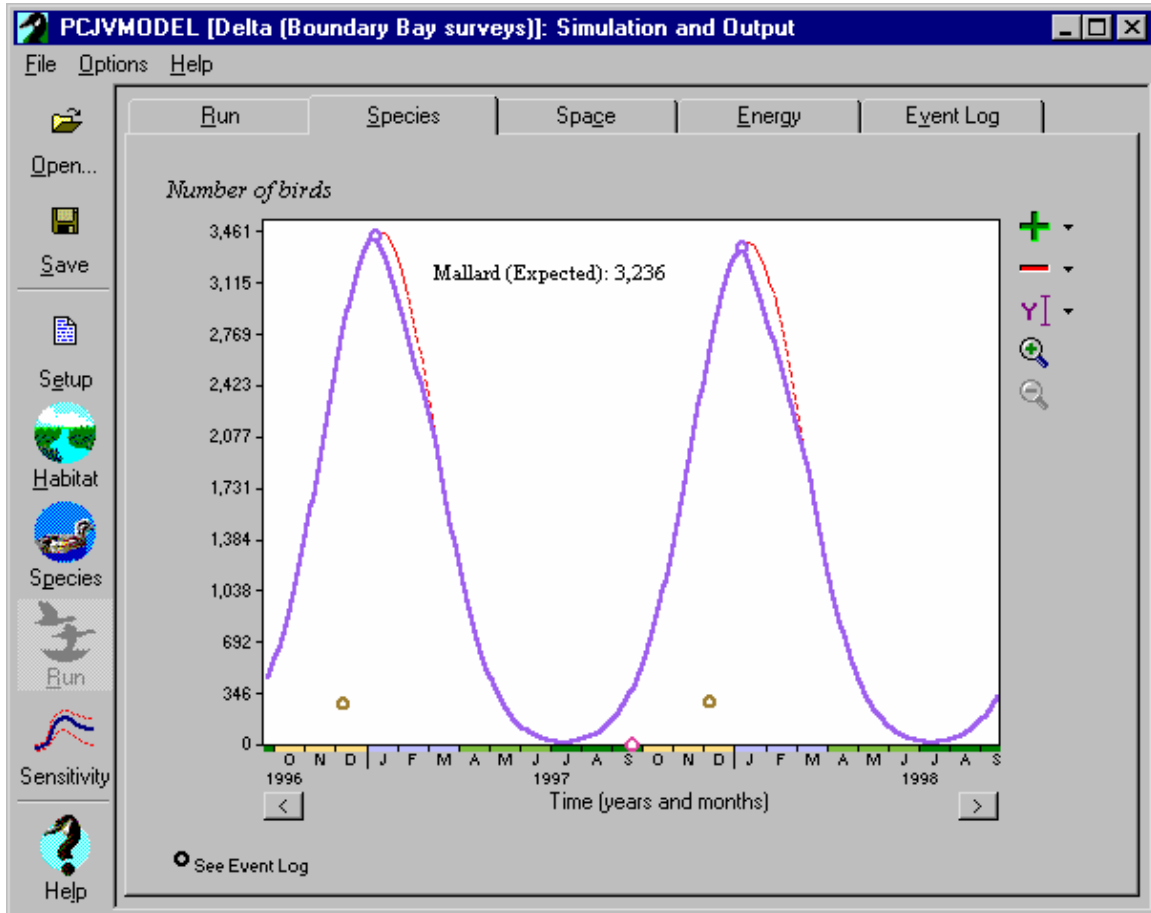 PCJVMODEL [Delta (Boundary Bay surveys)]: Simulation and Output
File Options Help
Open...
Save
Setup
Habitat
Species
Run
Sensitivity
Help
Run Species Space Energy Event Log
Number of birds
3,461
3,115
2,769
2,423
2,077
1,731
1,384
1,038
692
346
0
Mallard (Expected): 3,236
Y
O N D J F M A M J J A S O N D J F M A M J J A S
1996 1997 1998
< Time (years and months) >
See Event Log